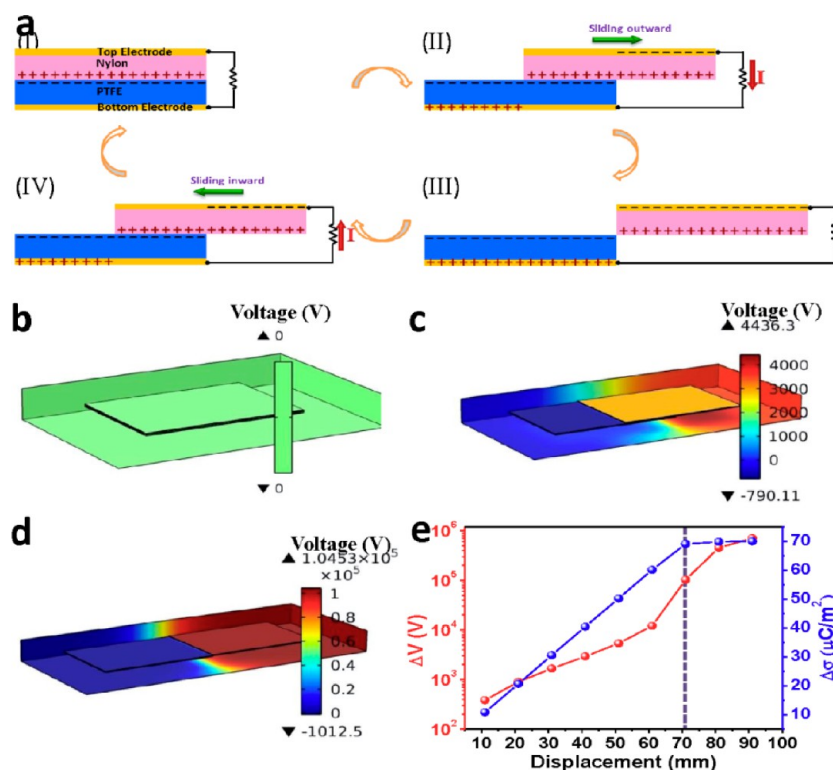 a
(I)
Top Electrode
Nylon
+ + + + + + + + + + + + + + +
PTFE
Bottom Electrode
(II)
Sliding outward
I
(IV)
Sliding inward
I
(III)
b
Voltage (V)
▲ 0
▼ 0
c
Voltage (V)
▲ 4436.3
4000
3000
2000
1000
0
▼ -790.11
d
Voltage (V)
▲ 1.0453×10⁵
×10⁵
1
0.8
0.6
0.4
0.2
0
▼ -1012.5
e
ΔV (V)
10⁶
10⁵
10⁴
10³
10²
Δσ (μC/m²)
70
60
50
40
30
20
10
10 20 30 40 50 60 70 80 90 100
Displacement (mm)